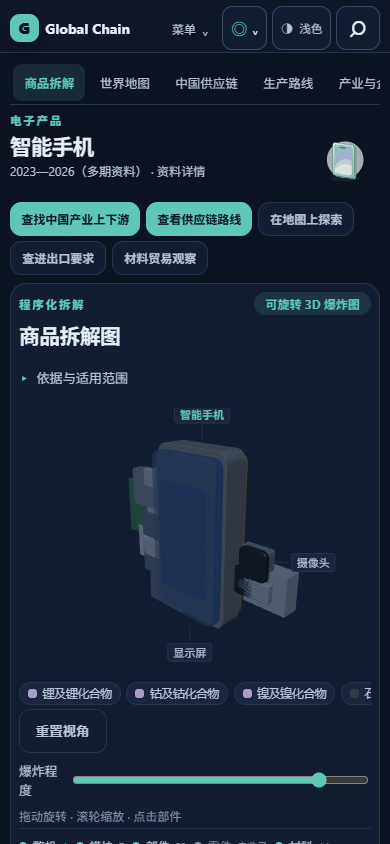 G Global Chain 菜单 浅色
商品拆解 世界地图 中国供应链 生产路线
电子产品
智能手机
2023—2026（多期资料） · 资料详情
查找中国产业上下游 查看供应链路线 在地图上探索
查进出口要求 材料贸易观察
程序化拆解 可旋转 3D 爆炸图
商品拆解图
依据与适用范围
智能手机
摄像头
显示屏
锂及锂化合物 钴及钴化合物 镍及镍化合物
重置视角
爆炸程
度
拖动旋转 · 滚轮缩放 · 点击部件